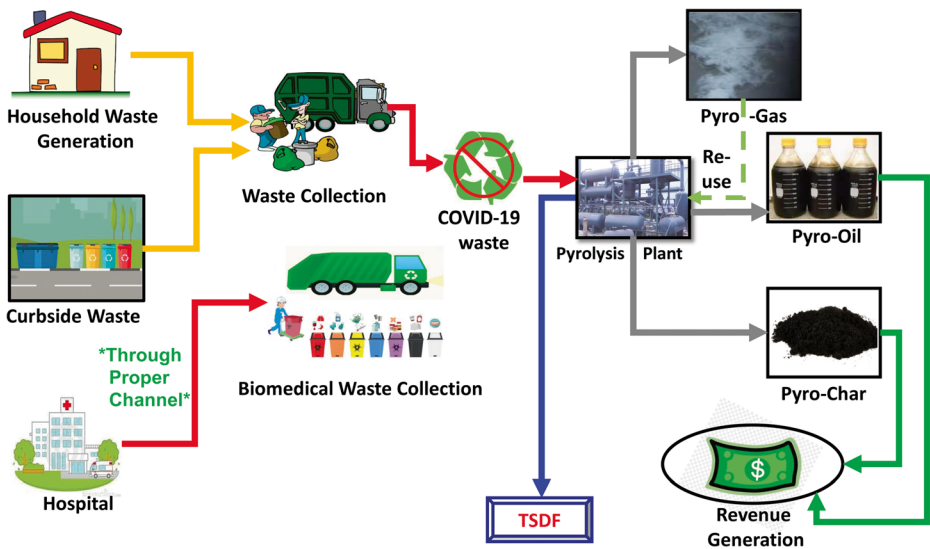 Household Waste
Generation
Waste Collection
Curbside Waste
*Through
Proper
Channel*
Biomedical Waste Collection
Hospital
COVID-19
waste
Pyrolysis Plant
Pyro -Gas
Re-
use
Pyro-Oil
Pyro-Char
$
Revenue
Generation
TSDF